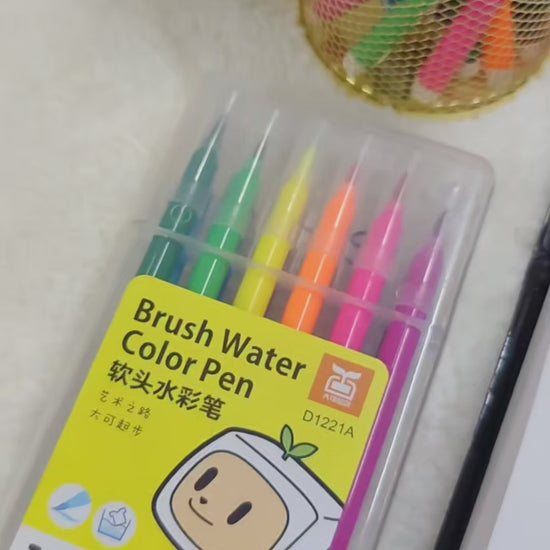 Brush Water
Color Pen
软头水彩笔
艺术之路
大可起步
D1221A